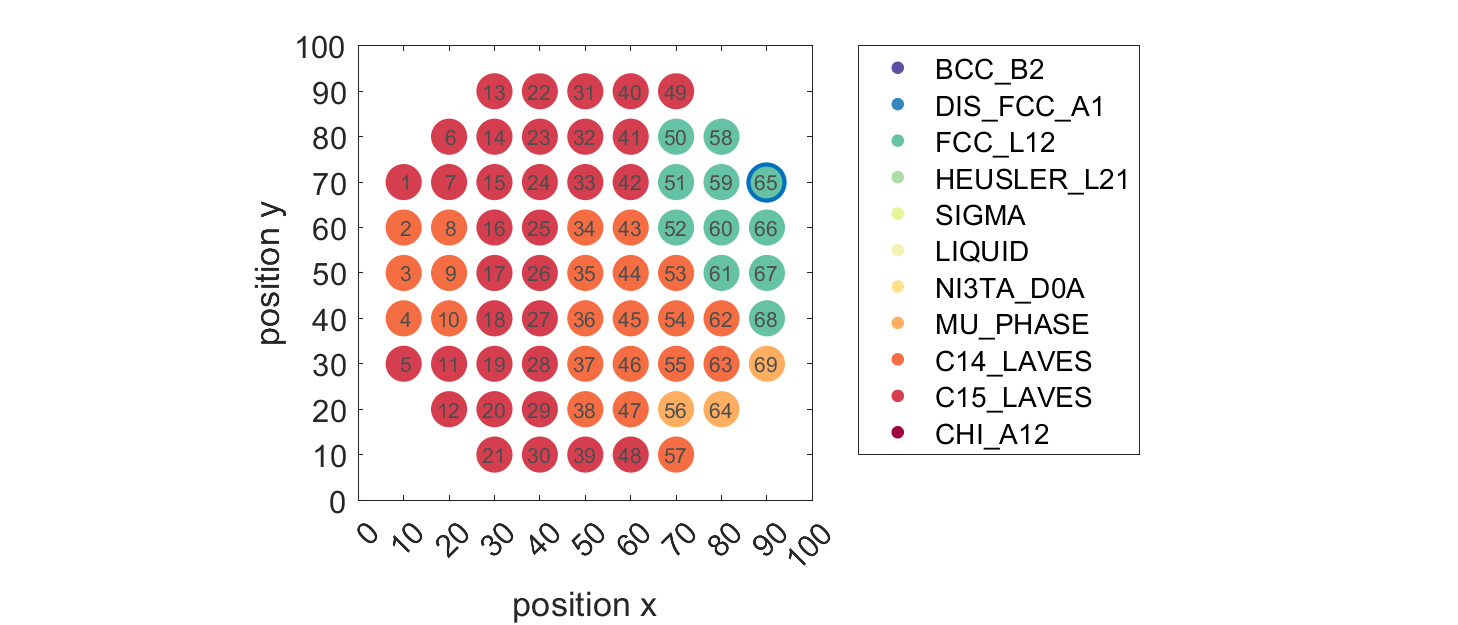 100
90 13 22 31 40 49
80 6 14 23 32 41 50 58
70 1 7 15 24 33 42 51 59 65
60 2 8 16 25 34 43 52 60 66
50 3 9 17 26 35 44 53 61 67
40 4 10 18 27 36 45 54 62 68
30 5 11 19 28 37 46 55 63 69
20 12 20 29 38 47 56 64
10 21 30 39 48 57
0
position y
0 10 20 30 40 50 60 70 80 90 100
position x
BCC_B2
DIS_FCC_A1
FCC_L12
HEUSLER_L21
SIGMA
LIQUID
NI3TA_D0A
MU_PHASE
C14_LAVES
C15_LAVES
CHI_A12